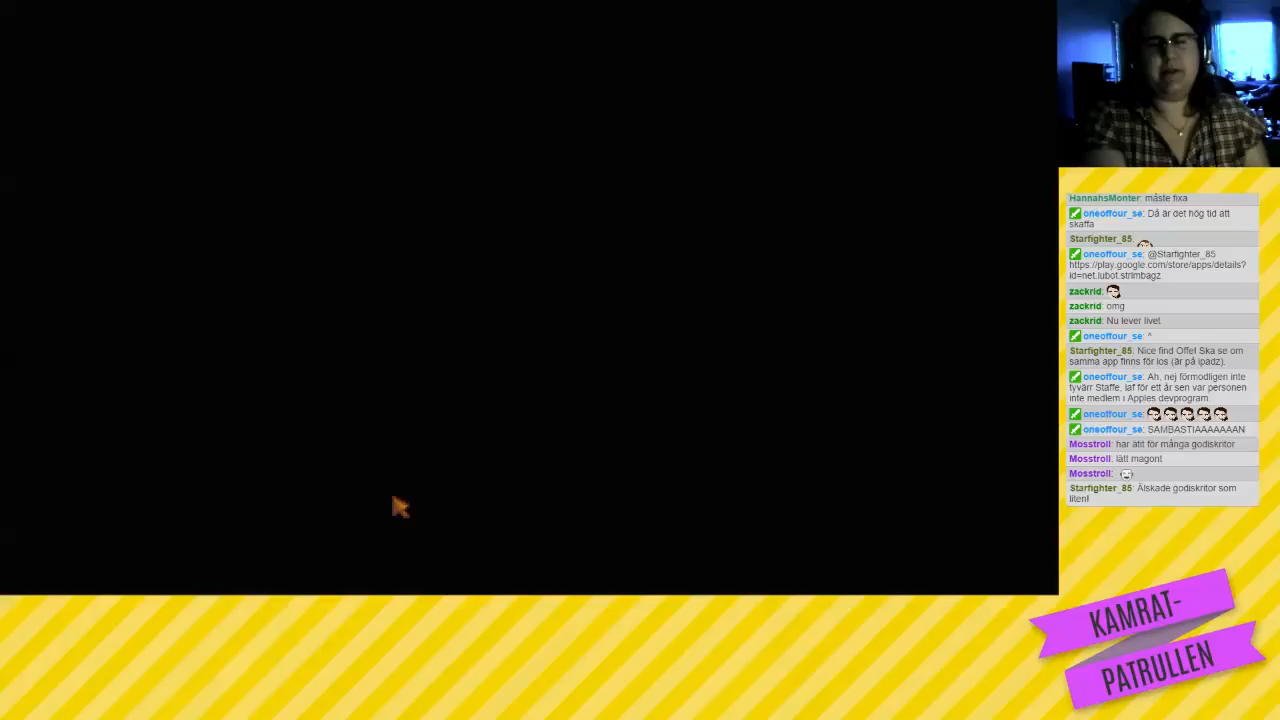 HannahsMonter: måste fixa
oneoffour_se: Då är det hög tid att
skaffa
Starfighter_85:
oneoffour_se: @Starfighter_85
https://play.google.com/store/apps/details?
id=net.lubot.strimbagz
zackrid:
zackrid: omg
zackrid: Nu lever livet
oneoffour_se: ^
Starfighter_85: Nice find Offe! Ska se om
samma app finns för ios (är på ipadz).
oneoffour_se: Ah, nej förmodligen inte
tyvärr Staffe, iaf för ett år sen var personen
inte medlem i Apples devprogram.
oneoffour_se:
oneoffour_se: SAMBASTIAAAAAAAN
Mosstroll: har ätit för många godiskritor
Mosstroll: lätt magont
Mosstroll:
Starfighter_85: Älskade godiskritor som
liten!
KAMRAT-
PATRULLEN